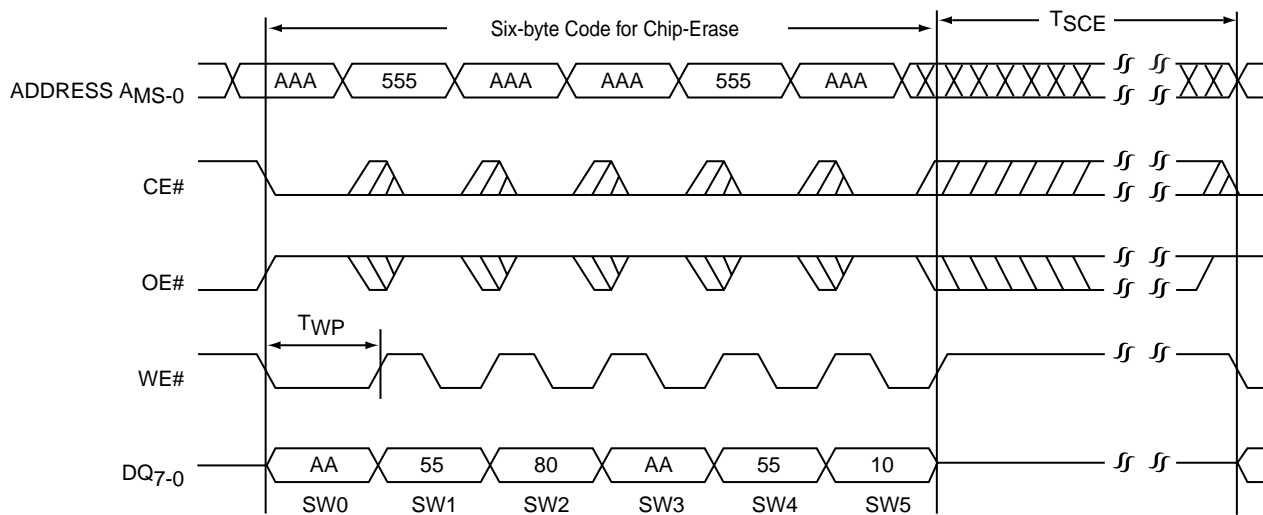 Six-byte Code for Chip-Erase TSCE
ADDRESS AMS-0 AAA 555 AAA AAA 555 AAA
CE#
OE#
TWP
WE#
DQ7-0 AA 55 80 AA 55 10
SW0 SW1 SW2 SW3 SW4 SW5